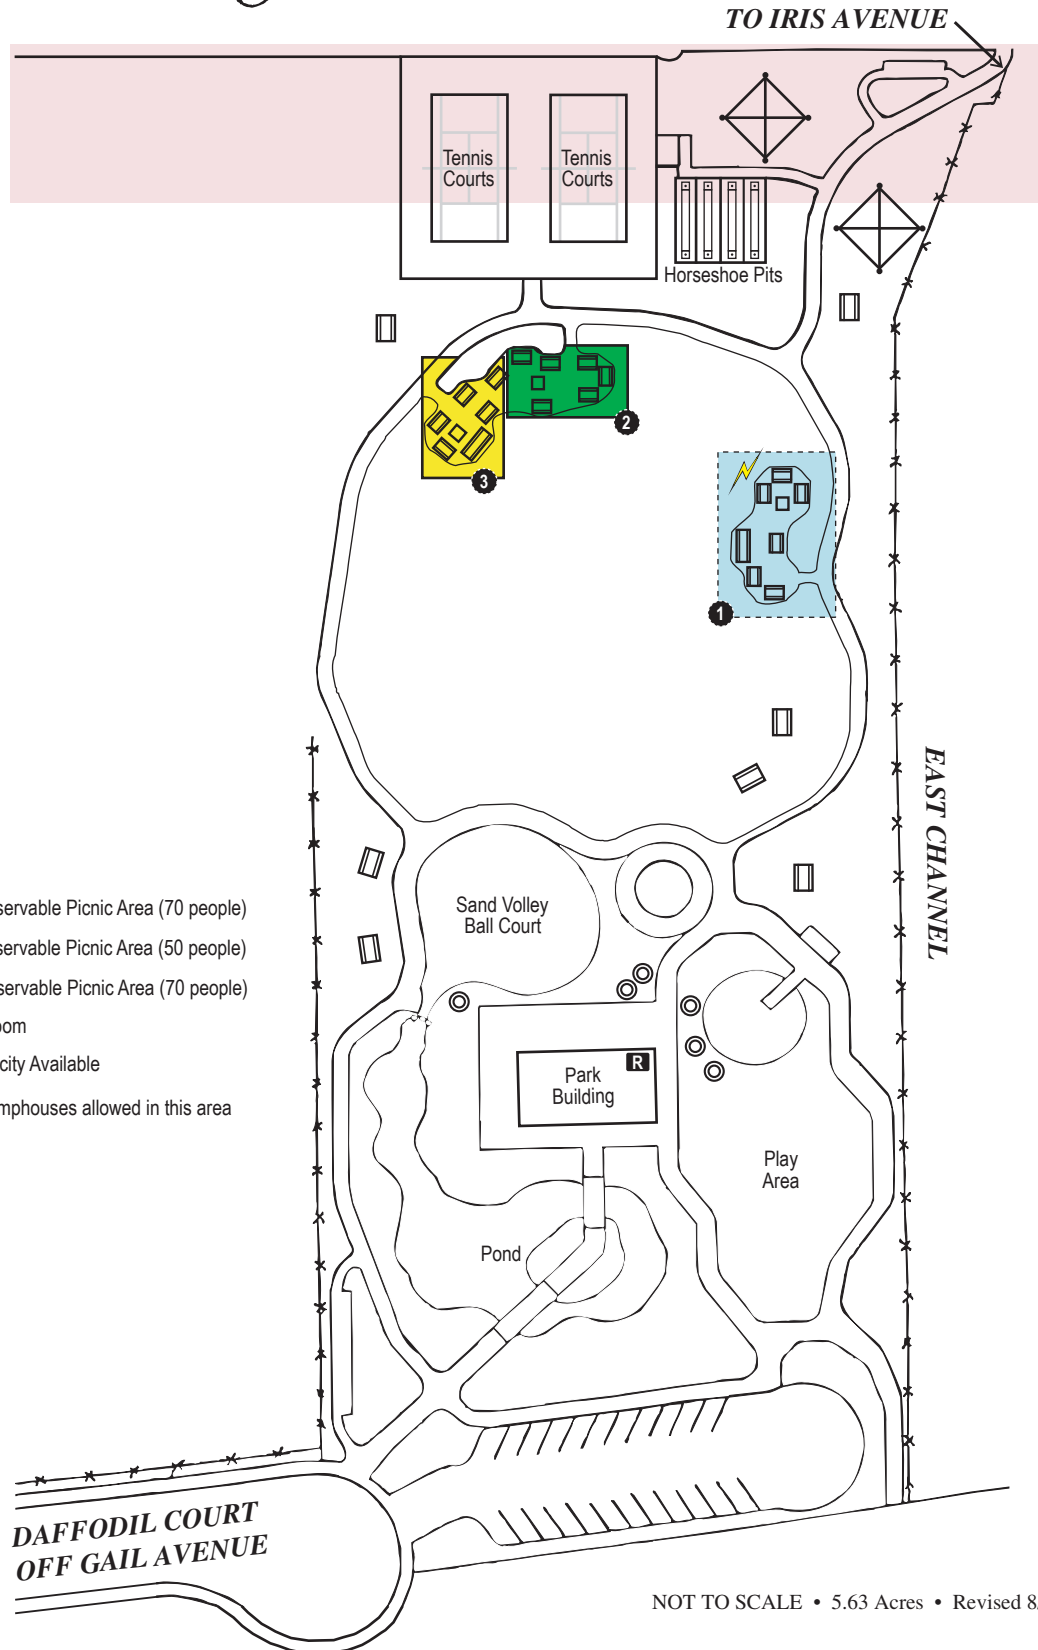 TO IRIS AVENUE
Tennis
Courts
Tennis
Courts
Horseshoe Pits
2
3
1
EAST CHANNEL
Sand Volley
Ball Court
servable Picnic Area (70 people)
servable Picnic Area (50 people)
servable Picnic Area (70 people)
oom
city Available
mphouses allowed in this area
R
Park
Building
Play
Area
Pond
DAFFODIL COURT
OFF GAIL AVENUE
NOT TO SCALE • 5.63 Acres • Revised 8